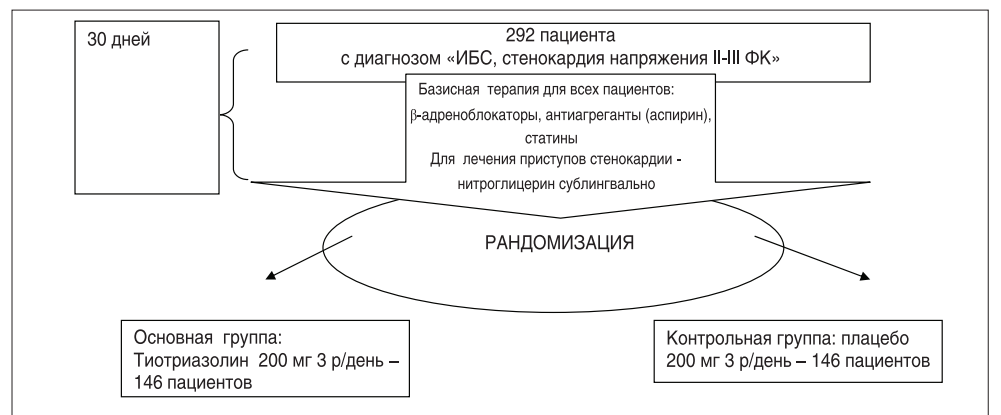 30 дней
292 пациента
с диагнозом «ИБС, стенокардия напряжения II-III ФК»
Базисная терапия для всех пациентов:
β-адреноблокаторы, антиагреганты (аспирин),
статины
Для лечения приступов стенокардии -
нитроглицерин сублингвально
РАНДОМИЗАЦИЯ
Основная группа:
Тиотриазолин 200 мг 3 р/день –
146 пациентов
Контрольная группа: плацебо
200 мг 3 р/день – 146 пациентов